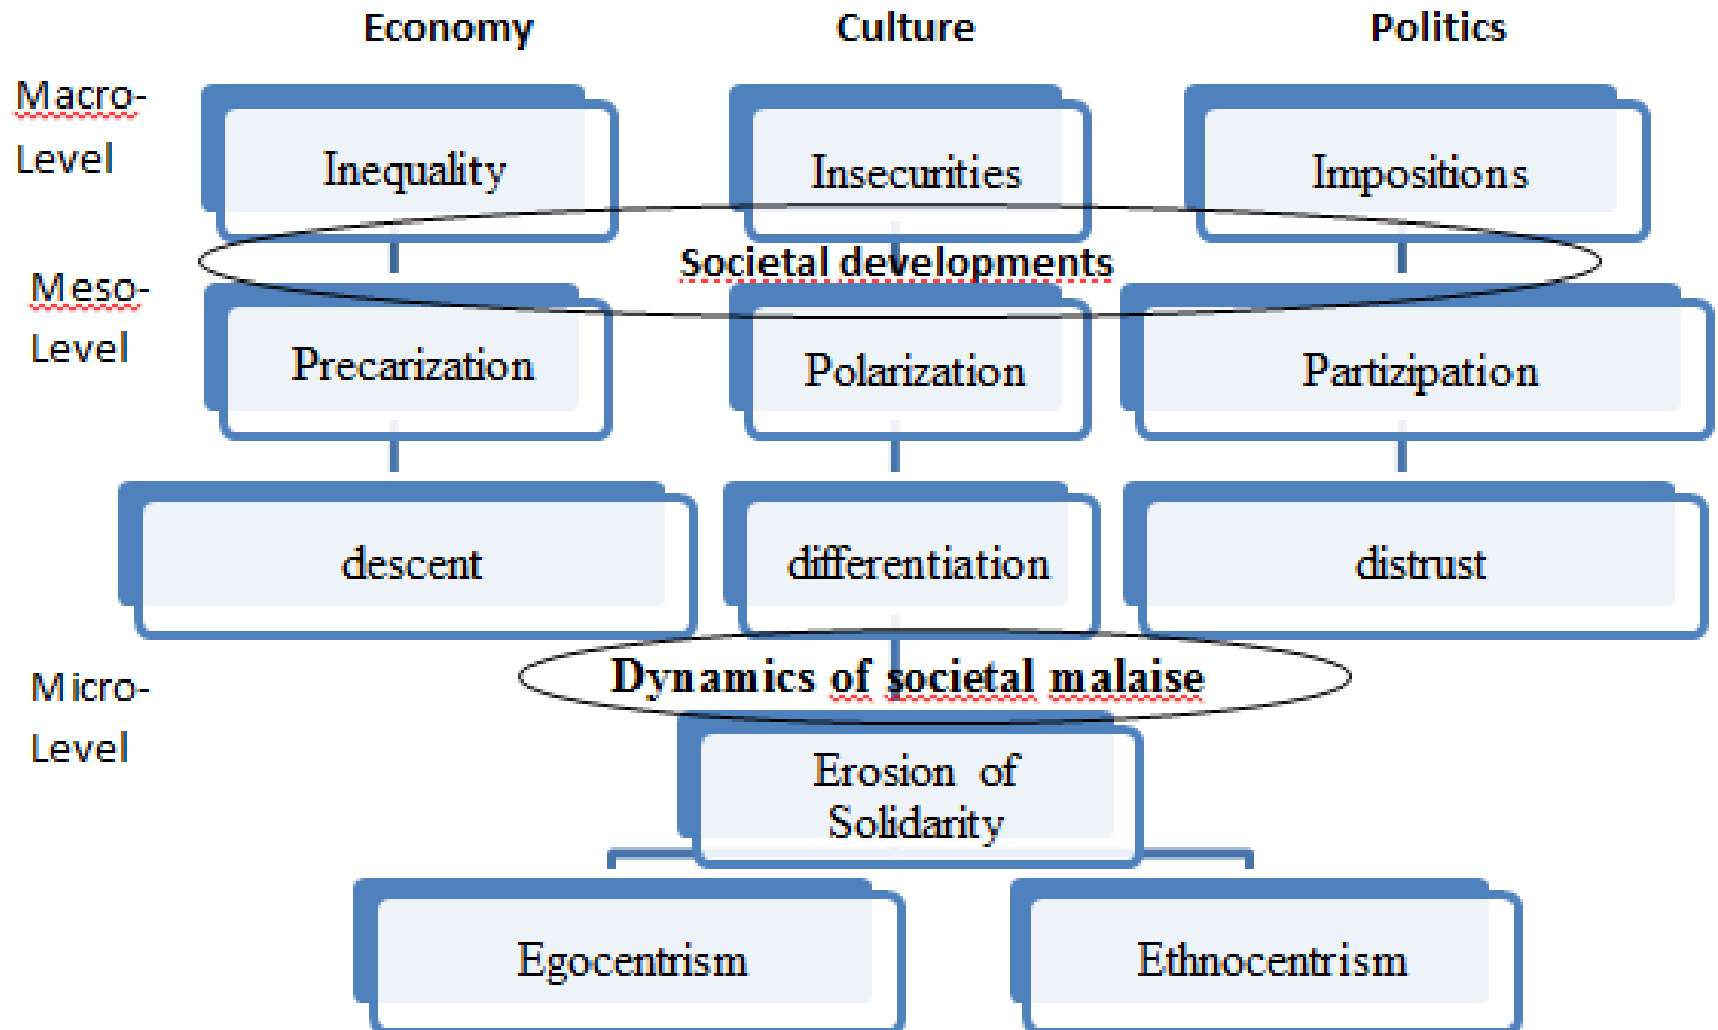 Economy Culture Politics
Macro-
Level
Inequality Insecurities Impositions
Societal developments
Meso-
Level
Precarization Polarization Partizipation
descent differentiation distrust
Dynamics of societal malaise
Micro-
Level
Erosion of
Solidarity
Egocentrism Ethnocentrism